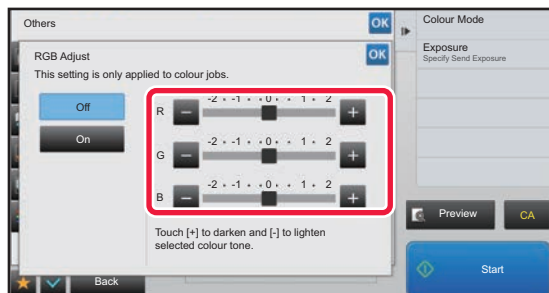 Others
OK
Colour Mode
RGB Adjust
OK
Exposure
Specify Send Exposure
This setting is only applied to colour jobs.
Off
On
R
-2 • -1 • • 0 • • 1 • 2
G
-2 • -1 • • 0 • • 1 • 2
B
-2 • -1 • • 0 • • 1 • 2
Touch [+] to darken and [-] to lighten
selected colour tone.
Preview
CA
Back
Start